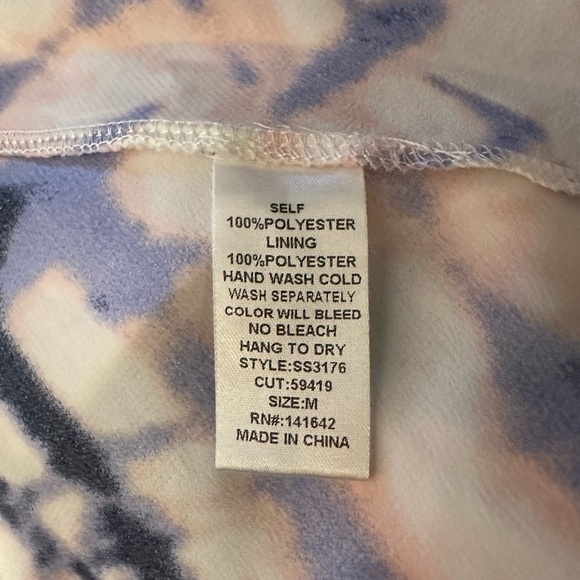 SELF
100%POLYESTER
LINING
100%POLYESTER
HAND WASH COLD
WASH SEPARATELY
COLOR WILL BLEED
NO BLEACH
HANG TO DRY
STYLE:SS3176
CUT:59419
SIZE:M
RN#:141642
MADE IN CHINA